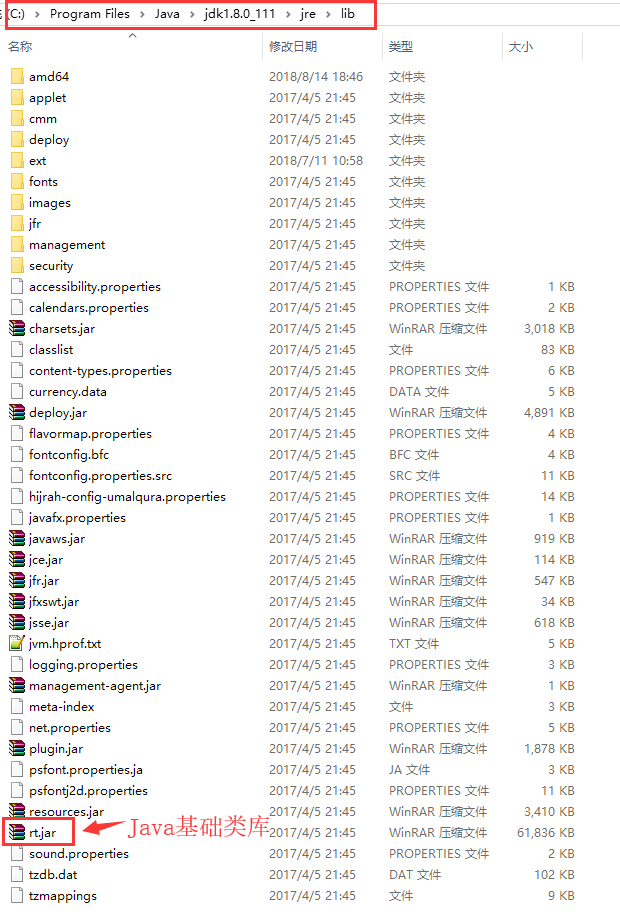 (C:) > Program Files > Java > jdk1.8.0_111 > jre > lib
名称 修改日期 类型 大小
amd64 2018/8/14 18:46 文件夹
applet 2017/4/5 21:45 文件夹
cmm 2017/4/5 21:45 文件夹
deploy 2017/4/5 21:45 文件夹
ext 2018/7/11 10:58 文件夹
fonts 2017/4/5 21:45 文件夹
images 2017/4/5 21:45 文件夹
jfr 2017/4/5 21:45 文件夹
management 2017/4/5 21:45 文件夹
security 2017/4/5 21:45 文件夹
accessibility.properties 2017/4/5 21:45 PROPERTIES 文件 1 KB
calendars.properties 2017/4/5 21:45 PROPERTIES 文件 2 KB
charsets.jar 2017/4/5 21:45 WinRAR 压缩文件 3,018 KB
classlist 2017/4/5 21:45 文件 83 KB
content-types.properties 2017/4/5 21:45 PROPERTIES 文件 6 KB
currency.data 2017/4/5 21:45 DATA 文件 5 KB
deploy.jar 2017/4/5 21:45 WinRAR 压缩文件 4,891 KB
flavormap.properties 2017/4/5 21:45 PROPERTIES 文件 4 KB
fontconfig.bfc 2017/4/5 21:45 BFC 文件 4 KB
fontconfig.properties.src 2017/4/5 21:45 SRC 文件 11 KB
hijrah-config-umalqura.properties 2017/4/5 21:45 PROPERTIES 文件 14 KB
javafx.properties 2017/4/5 21:45 PROPERTIES 文件 1 KB
javaws.jar 2017/4/5 21:45 WinRAR 压缩文件 919 KB
jce.jar 2017/4/5 21:45 WinRAR 压缩文件 114 KB
jfr.jar 2017/4/5 21:45 WinRAR 压缩文件 547 KB
jfxswt.jar 2017/4/5 21:45 WinRAR 压缩文件 34 KB
jsse.jar 2017/4/5 21:45 WinRAR 压缩文件 618 KB
jvm.hprof.txt 2017/4/5 21:45 TXT 文件 5 KB
logging.properties 2017/4/5 21:45 PROPERTIES 文件 3 KB
management-agent.jar 2017/4/5 21:45 WinRAR 压缩文件 1 KB
meta-index 2017/4/5 21:45 文件 3 KB
net.properties 2017/4/5 21:45 PROPERTIES 文件 5 KB
plugin.jar 2017/4/5 21:45 WinRAR 压缩文件 1,878 KB
psfont.properties.ja 2017/4/5 21:45 JA 文件 3 KB
psfontj2d.properties 2017/4/5 21:45 PROPERTIES 文件 11 KB
resources.jar 2017/4/5 21:45 WinRAR 压缩文件 3,410 KB
rt.jar Java基础类库 2017/4/5 21:45 WinRAR 压缩文件 61,836 KB
sound.properties 2017/4/5 21:45 PROPERTIES 文件 2 KB
tzdb.dat 2017/4/5 21:45 DAT 文件 102 KB
tzmappings 2017/4/5 21:45 文件 9 KB